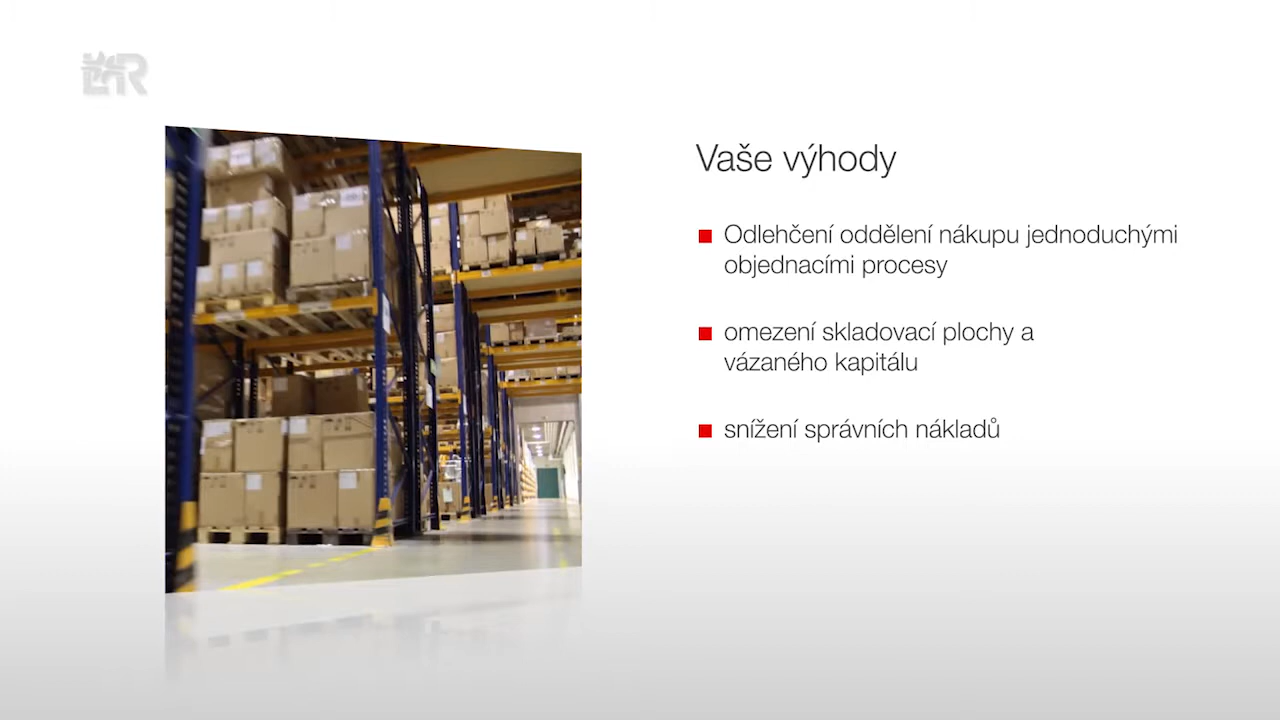 Vaše výhody
Odlehčení oddělení nákupu jednoduchými
objednacími procesy
omezení skladovací plochy a
vázaného kapitálu
snížení správních nákladů